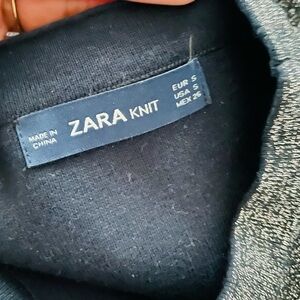 MADE IN
CHINA
ZARA KNIT
EUR S
USA S
MEX 26